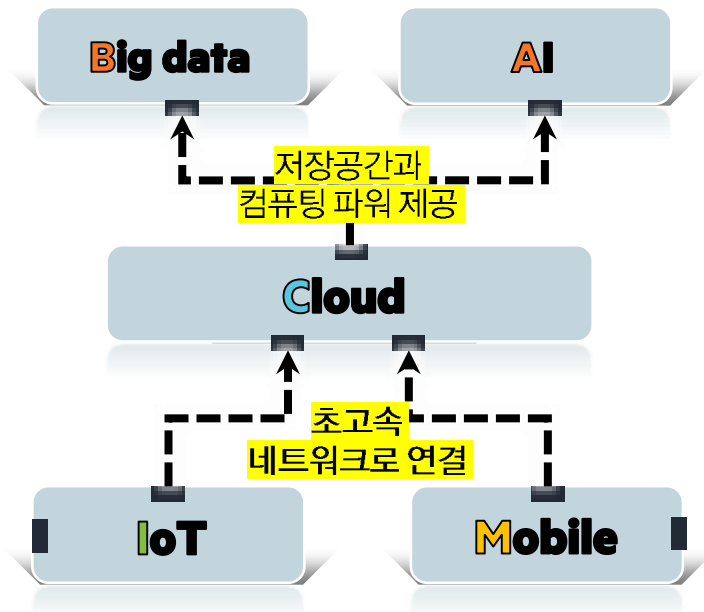 Big data
AI
저장공간과
컴퓨팅 파워 제공
Cloud
초고속
네트워크로 연결
IoT
Mobile